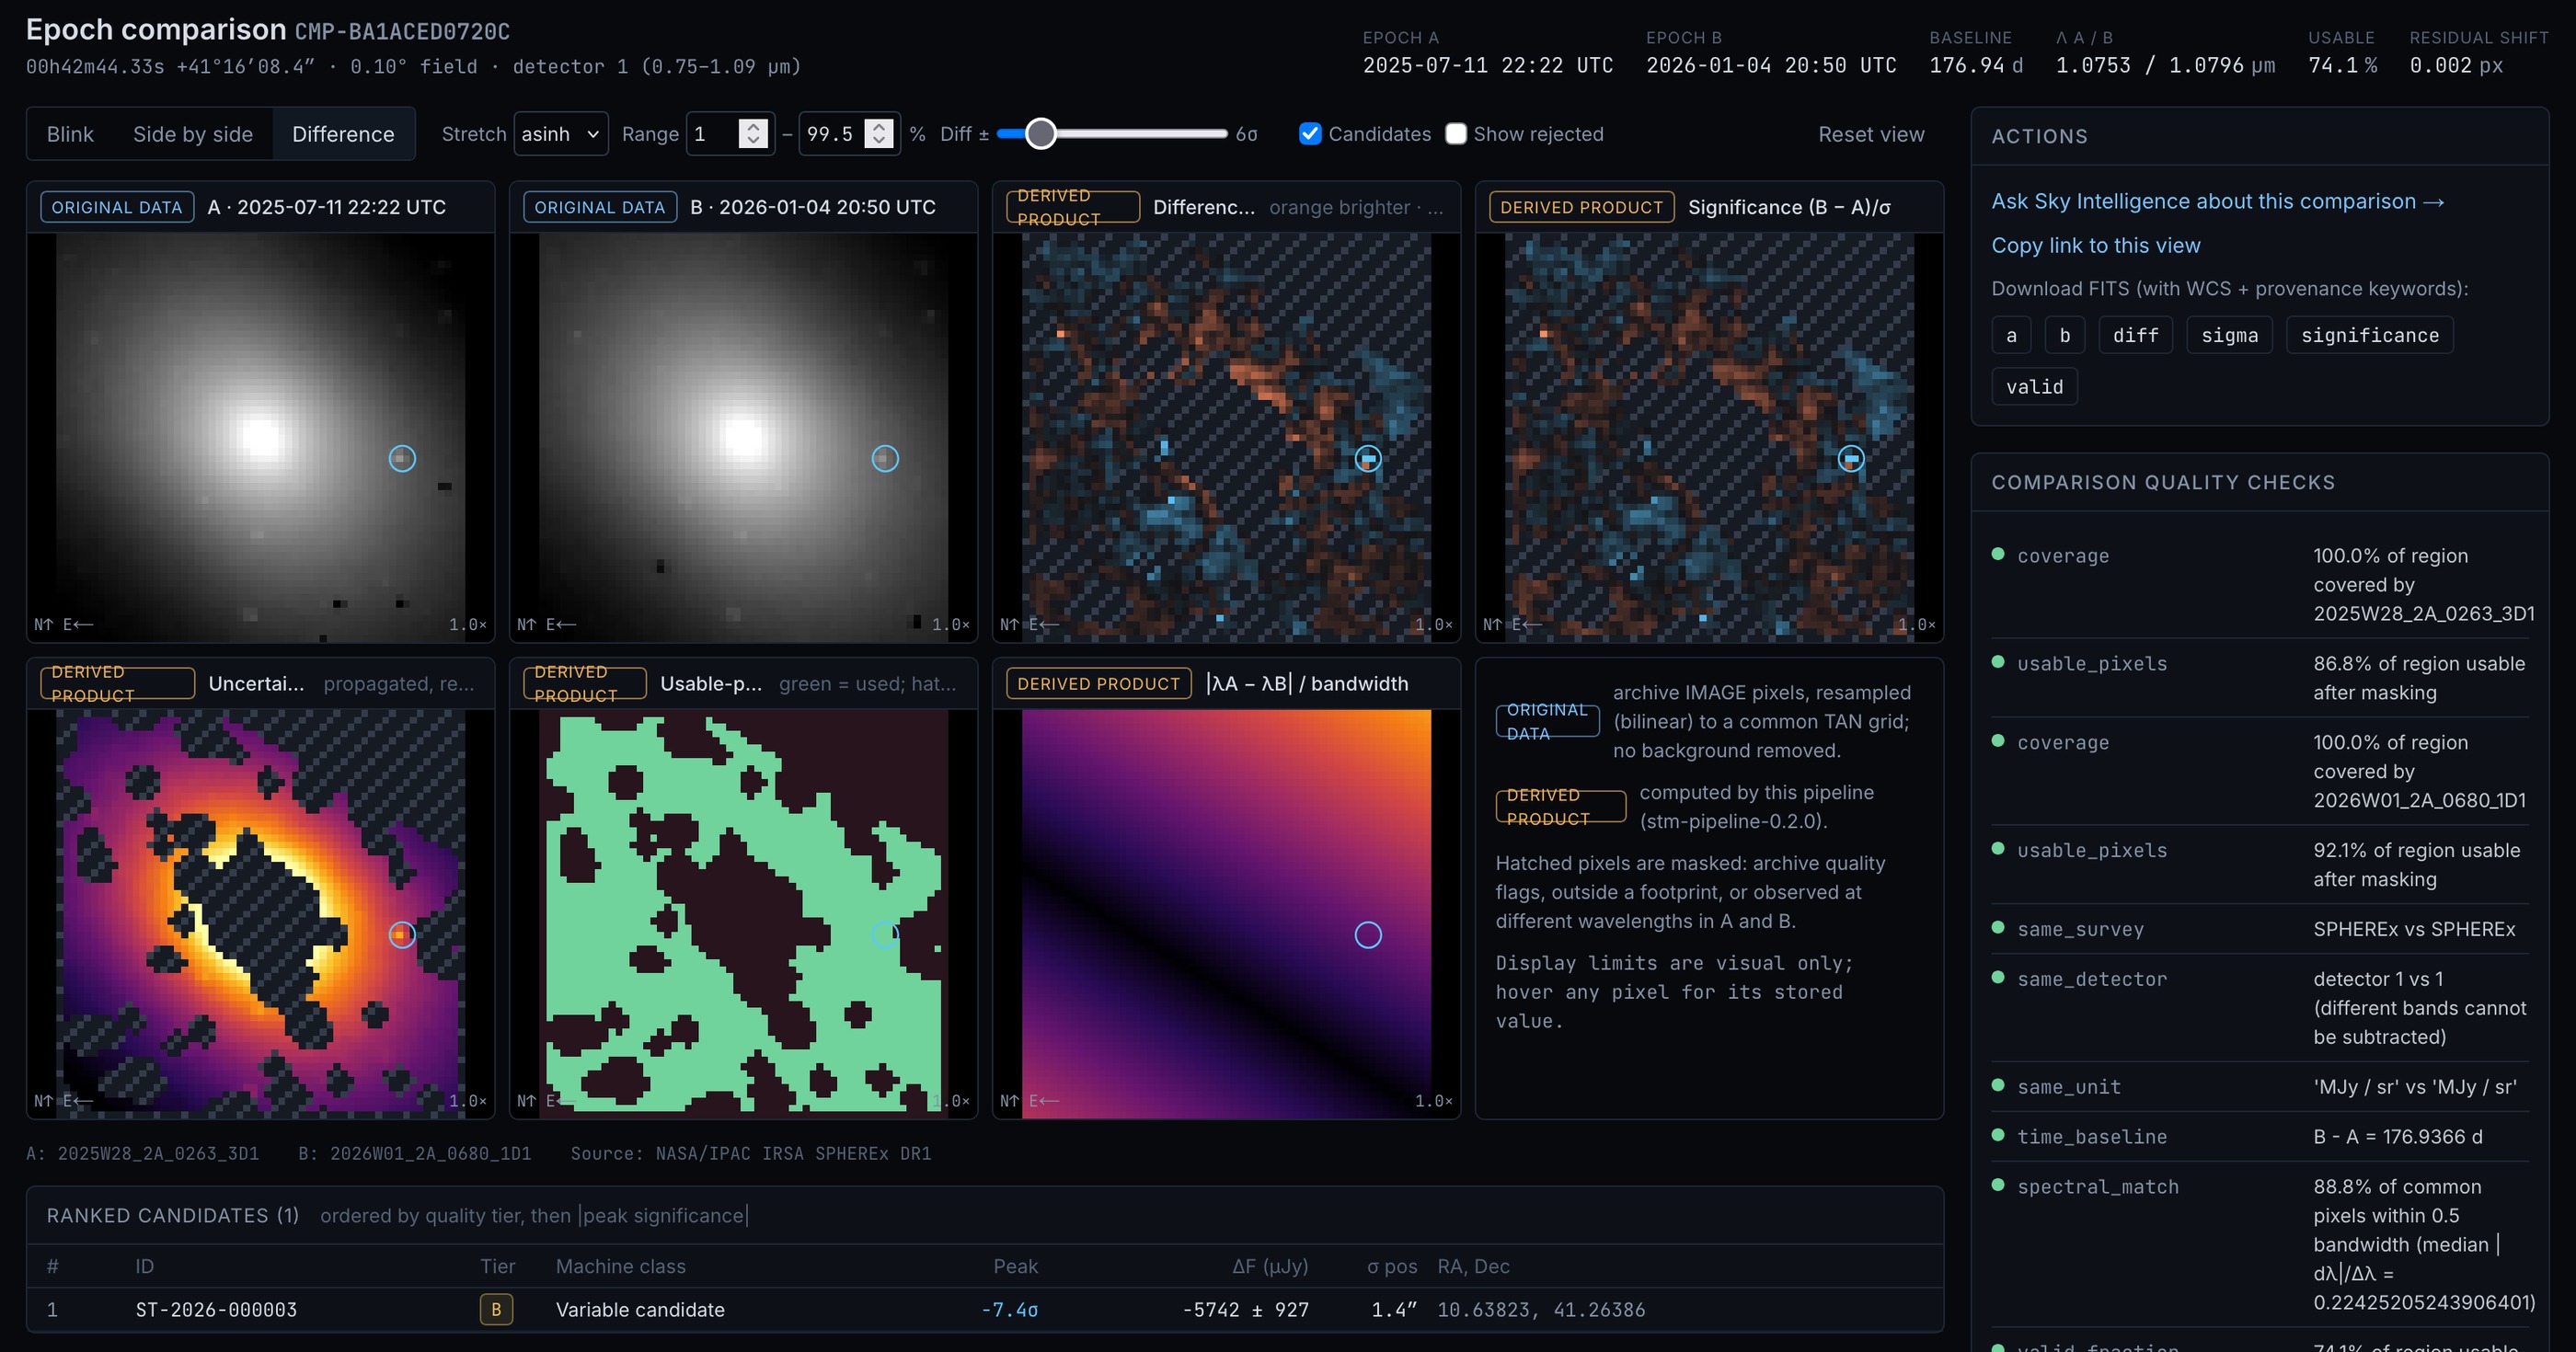 Epoch comparison CMP-BA1ACED0720C
00h42m44.33s +41°16′08.4″ · 0.10° field · detector 1 (0.75–1.09 µm)
EPOCH A
2025-07-11 22:22 UTC
EPOCH B
2026-01-04 20:50 UTC
BASELINE
176.94 d
Λ A / B
1.0753 / 1.0796 µm
USABLE
74.1 %
RESIDUAL SHIFT
0.002 px
Blink Side by side Difference Stretch asinh Range 1 – 99.5 % Diff ± 6σ Candidates Show rejected Reset view
ORIGINAL DATA A · 2025-07-11 22:22 UTC
N↑ E← 1.0×
ORIGINAL DATA B · 2026-01-04 20:50 UTC
N↑ E← 1.0×
DERIVED PRODUCT Differenc... orange brighter · ...
N↑ E← 1.0×
DERIVED PRODUCT Significance (B − A)/σ
N↑ E← 1.0×
DERIVED PRODUCT Uncertai... propagated, re...
N↑ E← 1.0×
DERIVED PRODUCT Usable-p... green = used; hat...
N↑ E← 1.0×
DERIVED PRODUCT |λA − λB| / bandwidth
N↑ E← 1.0×
ORIGINAL DATA
archive IMAGE pixels, resampled
(bilinear) to a common TAN grid;
no background removed.
DERIVED PRODUCT
computed by this pipeline
(stm-pipeline-0.2.0).
Hatched pixels are masked: archive quality
flags, outside a footprint, or observed at
different wavelengths in A and B.
Display limits are visual only;
hover any pixel for its stored
value.
A: 2025W28_2A_0263_3D1 B: 2026W01_2A_0680_1D1 Source: NASA/IPAC IRSA SPHEREx DR1
RANKED CANDIDATES (1) ordered by quality tier, then |peak significance|
# ID Tier Machine class Peak ΔF (µJy) σ pos RA, Dec
1 ST-2026-000003 B Variable candidate -7.4σ -5742 ± 927 1.4″ 10.63823, 41.26386
ACTIONS
Ask Sky Intelligence about this comparison →
Copy link to this view
Download FITS (with WCS + provenance keywords):
a b diff sigma significance
valid
COMPARISON QUALITY CHECKS
coverage 100.0% of region
covered by
2025W28_2A_0263_3D1
usable_pixels 86.8% of region usable
after masking
coverage 100.0% of region
covered by
2026W01_2A_0680_1D1
usable_pixels 92.1% of region usable
after masking
same_survey SPHEREx vs SPHEREx
same_detector detector 1 vs 1
(different bands cannot
be subtracted)
same_unit 'MJy / sr' vs 'MJy / sr'
time_baseline B - A = 176.9366 d
spectral_match 88.8% of common
pixels within 0.5
bandwidth (median |
dλ|/Δλ =
0.22425205243906401)
valid_fraction 74.1% of region usable